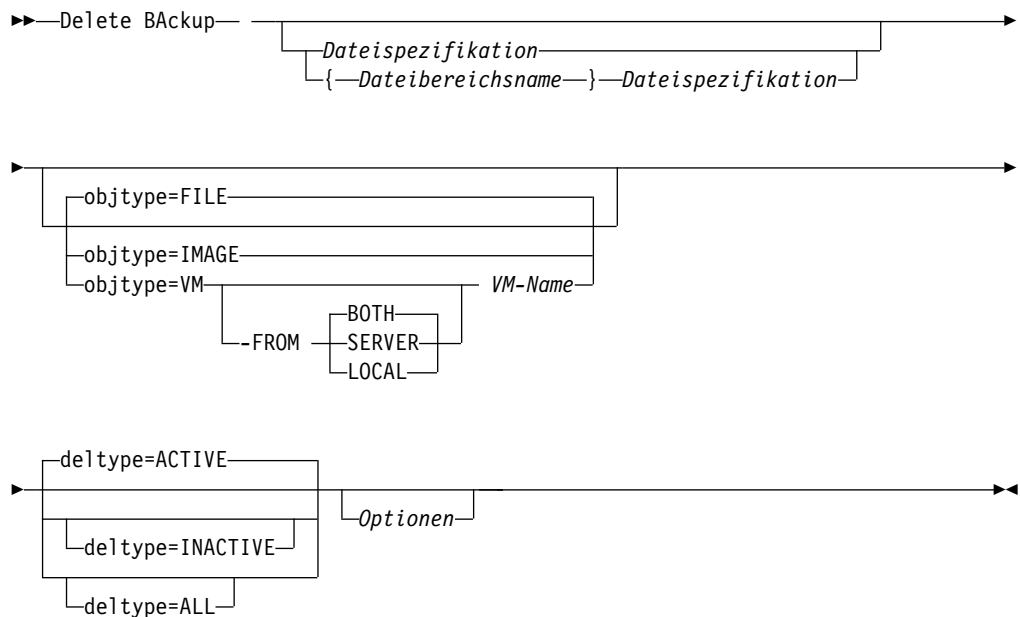 Delete BAckup
Dateispezifikation
{ Dateibereichsname } Dateispezifikation
objtype=FILE
objtype=IMAGE
objtype=VM VM-Name
BOTH
-FROM SERVER
LOCAL
deltype=ACTIVE
Optionen
deltype=INACTIVE
deltype=ALL